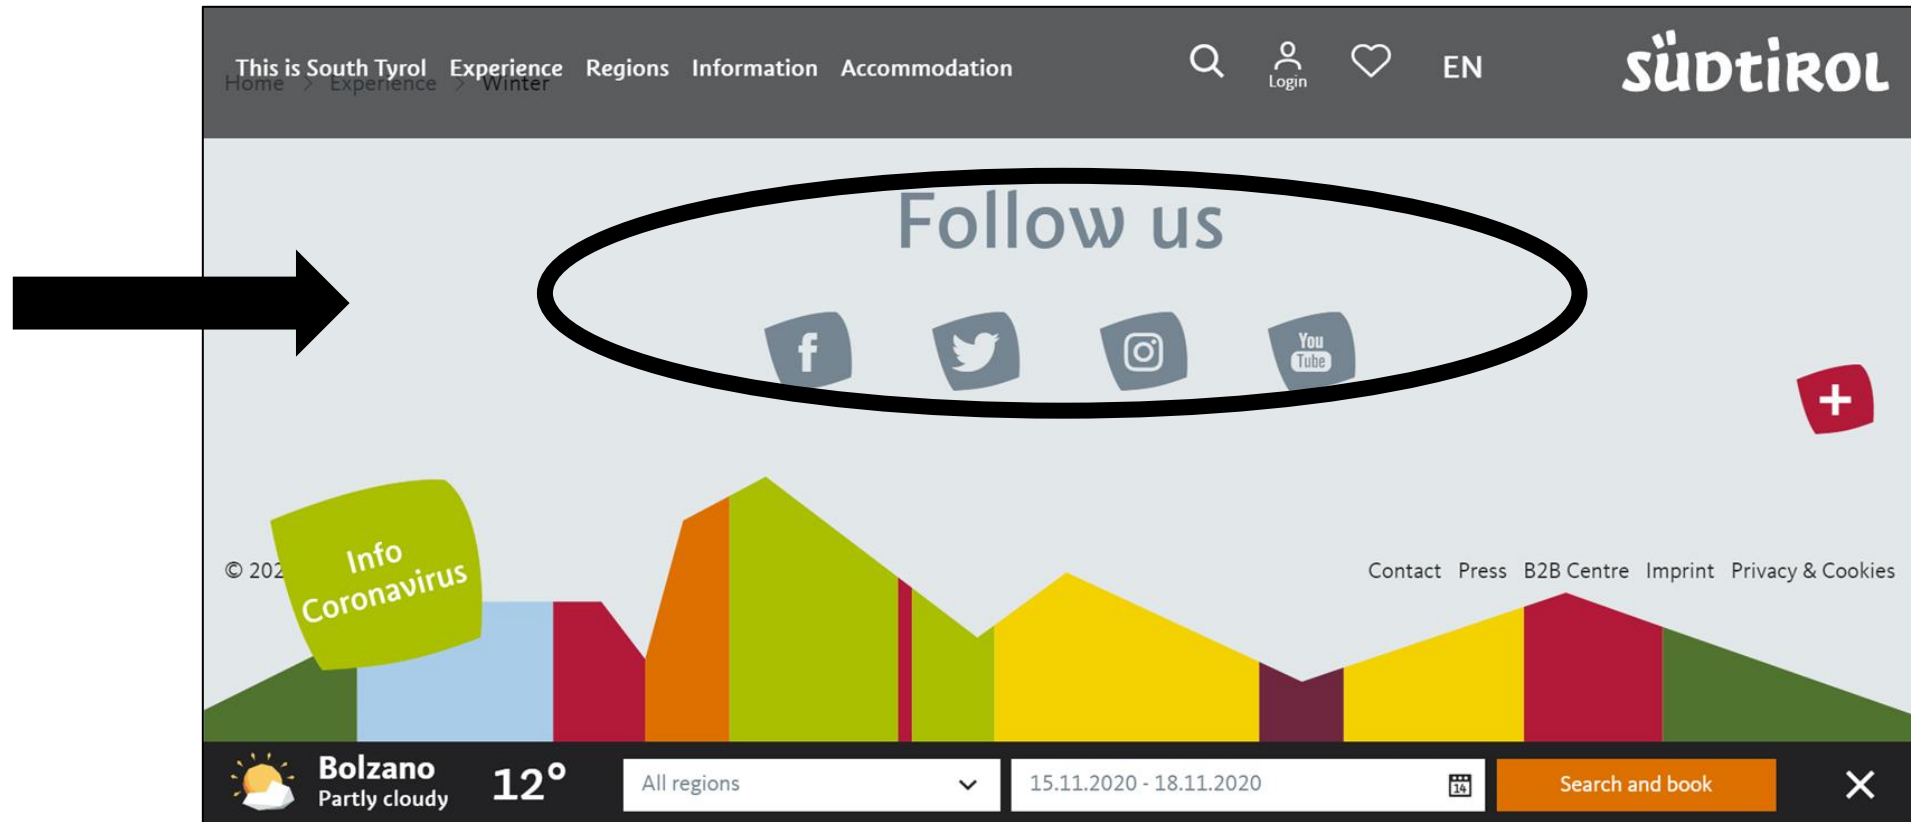 This is South Tyrol Experience Regions Information Accommodation Login EN SÜDTIROL
Home > Experience > Winter
Follow us
f You Tube
+
Info
Coronavirus
© 202
Contact Press B2B Centre Imprint Privacy & Cookies
Bolzano
Partly cloudy
12°
All regions
15.11.2020 - 18.11.2020
14
Search and book